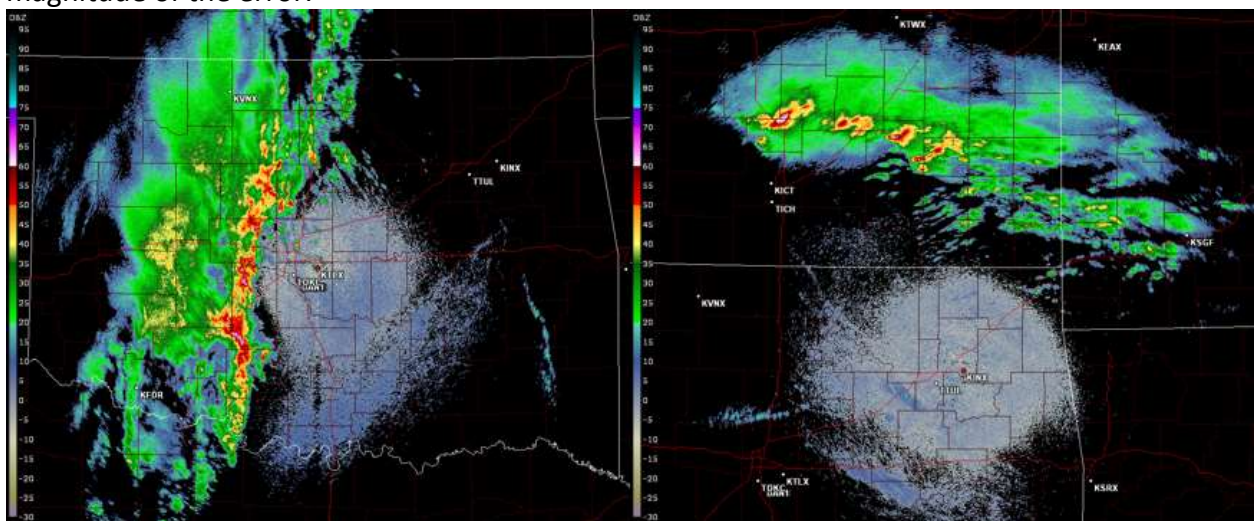 magnitude of the error.
DBZ
95
90
85
80
75
70
65
60
55
50
45
40
35
30
25
20
15
10
5
0
-5
-10
-15
-20
-25
-30
KVNX
KINX
TTUL
KTLX
TOKC
KFDR
DBZ
95
90
85
80
75
70
65
60
55
50
45
40
35
30
25
20
15
10
5
0
-5
-10
-15
-20
-25
-30
KTWX
KEAX
KICT
TICH
KSGF
KVNX
KINX
TTUL
KTLX
TOKC
KSRX